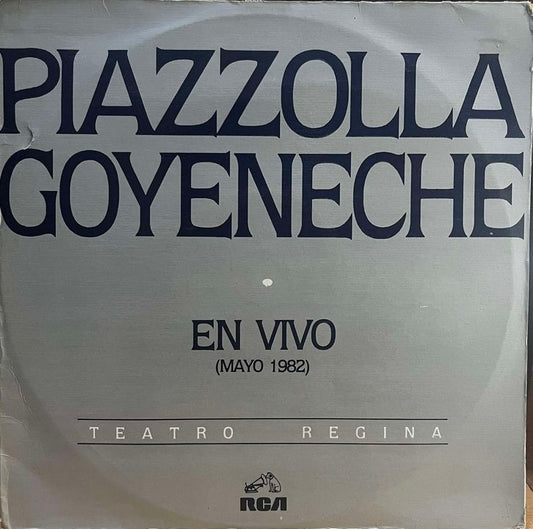 PIAZZOLLA
GOYENECHE
EN VIVO
(MAYO 1982)
TEATRO REGINA
RCA